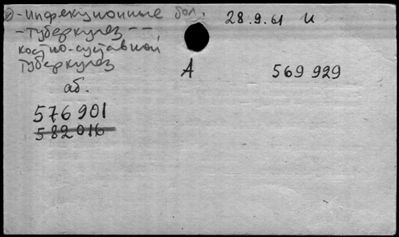 - инфекционные бол. 28.9.61 и
- туберкулез - -
костно-суставной
туберкулез А 569 929
аб.
576 901
582 016